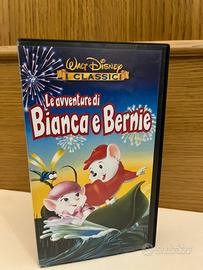 WALT DISNEY
I CLASSICI
Le avventure di
Bianca e Bernie